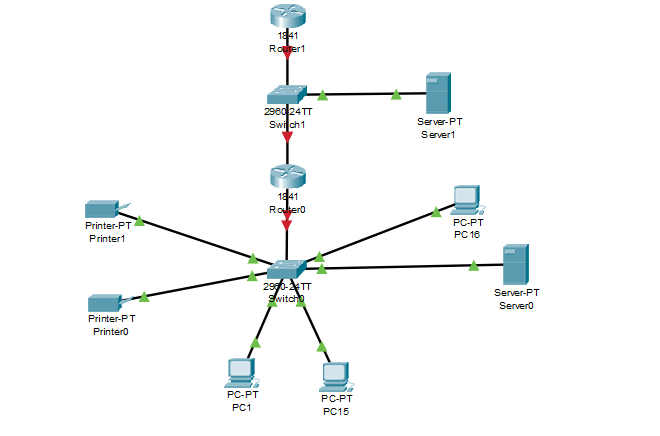 1841
Router1
2960-24TT
Switch1
Server-PT
Server1
1841
Router0
Printer-PT
Printer1
PC-PT
PC16
2960-24TT
Switch0
Server-PT
Server0
Printer-PT
Printer0
PC-PT
PC1
PC-PT
PC15